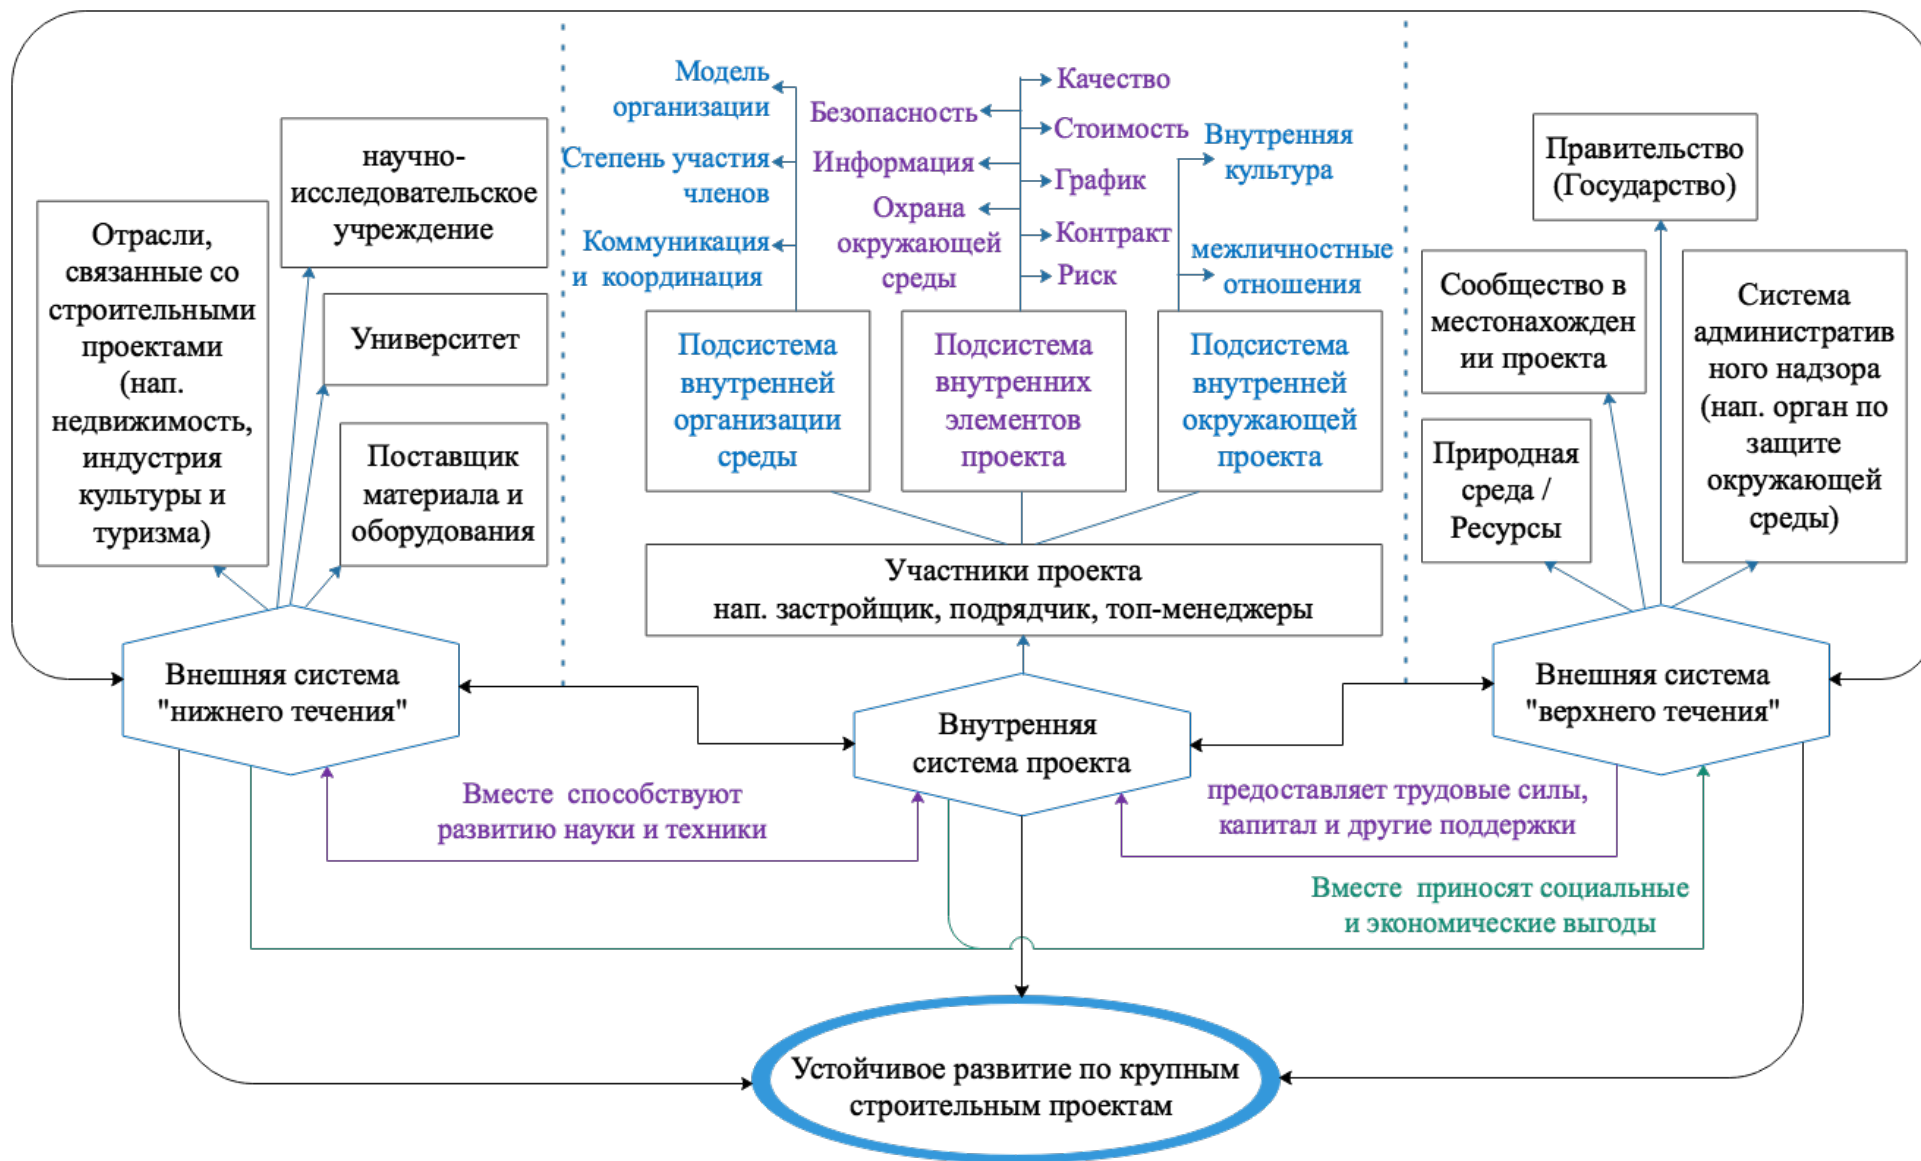 научно-
исследовательское
учреждение
Отрасли,
связанные со
строительными
проектами
(нап.
недвижимость,
индустрия
культуры и
туризма)
Университет
Поставщик
материала и
оборудования
Внешняя система
"нижнего течения"
Модель
организации
Степень участия
членов
Коммуникация
и координация
Безопасность
Информация
Охрана
окружающей
среды
Качество
Стоимость
График
Контракт
Риск
Внутренняя
культура
межличностные
отношения
Подсистема
внутренней
организации
среды
Подсистема
внутренних
элементов
проекта
Подсистема
внутренней
окружающей
проекта
Участники проекта
нап. застройщик, подрядчик, топ-менеджеры
Внутренняя
система проекта
Правительство
(Государство)
Сообщество в
местонахожден
ии проекта
Природная
среда /
Ресурсы
Система
административ
ного надзора
(нап. орган по
защите
окружающей
среды)
Внешняя система
"верхнего течения"
Вместе способствуют
развитию науки и техники
предоставляет трудовые силы,
капитал и другие поддержки
Вместе приносят социальные
и экономические выгоды
Устойчивое развитие по крупным
строительным проектам